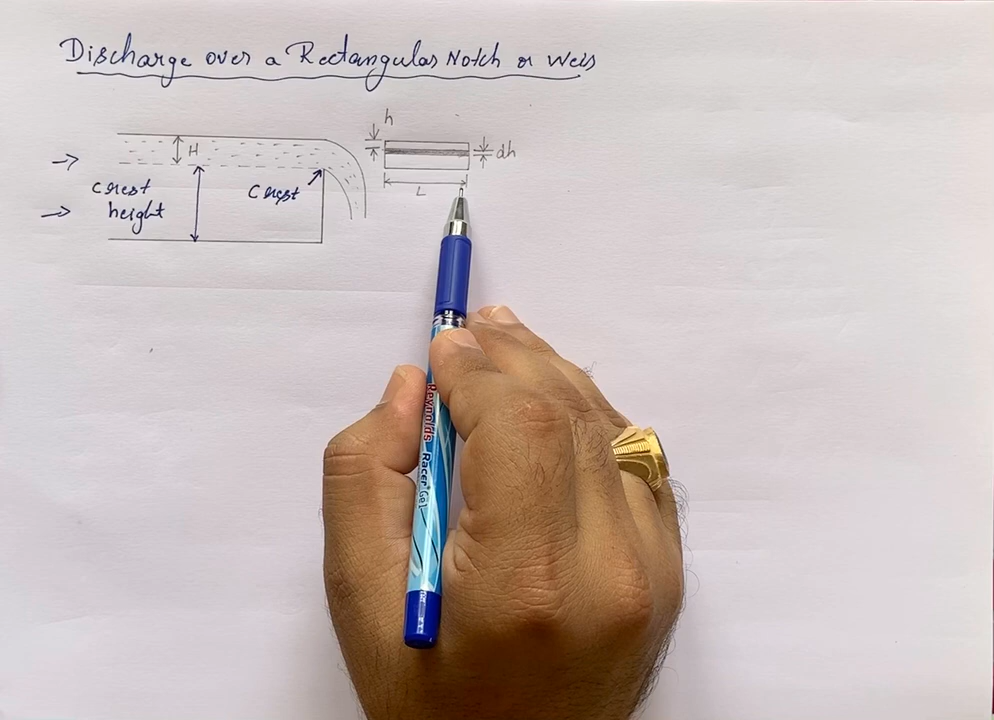 Discharge over a Rectangular Notch or Weir
h
H
dh
Crest height
Crest
L
Reynolds Racer Gel